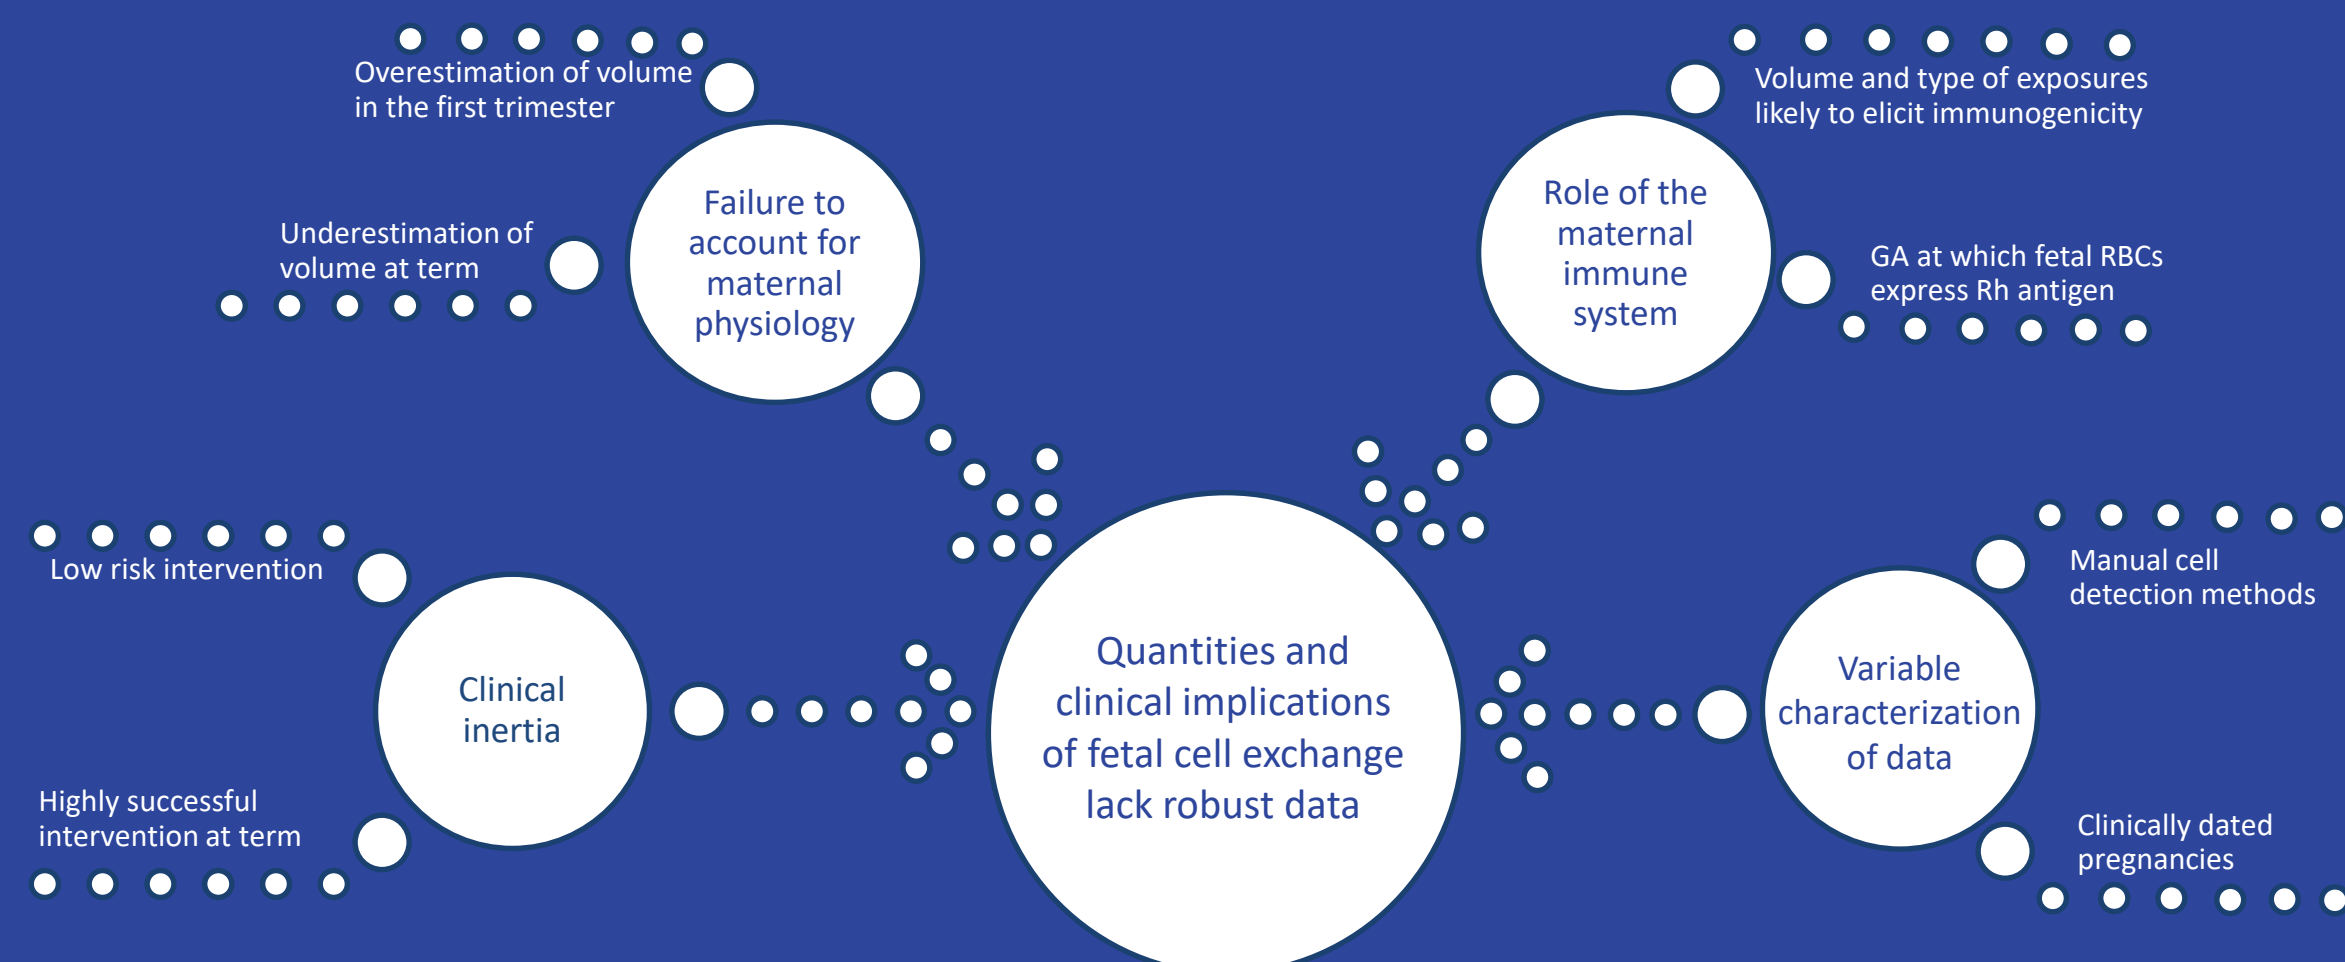 Overestimation of volume
in the first trimester
Underestimation of
volume at term
Failure to
account for
maternal
physiology
Role of the
maternal
immune
system
Volume and type of exposures
likely to elicit immunogenicity
GA at which fetal RBCs
express Rh antigen
Low risk intervention
Highly successful
intervention at term
Clinical
inertia
Quantities and
clinical implications
of fetal cell exchange
lack robust data
Variable
characterization
of data
Manual cell
detection methods
Clinically dated
pregnancies